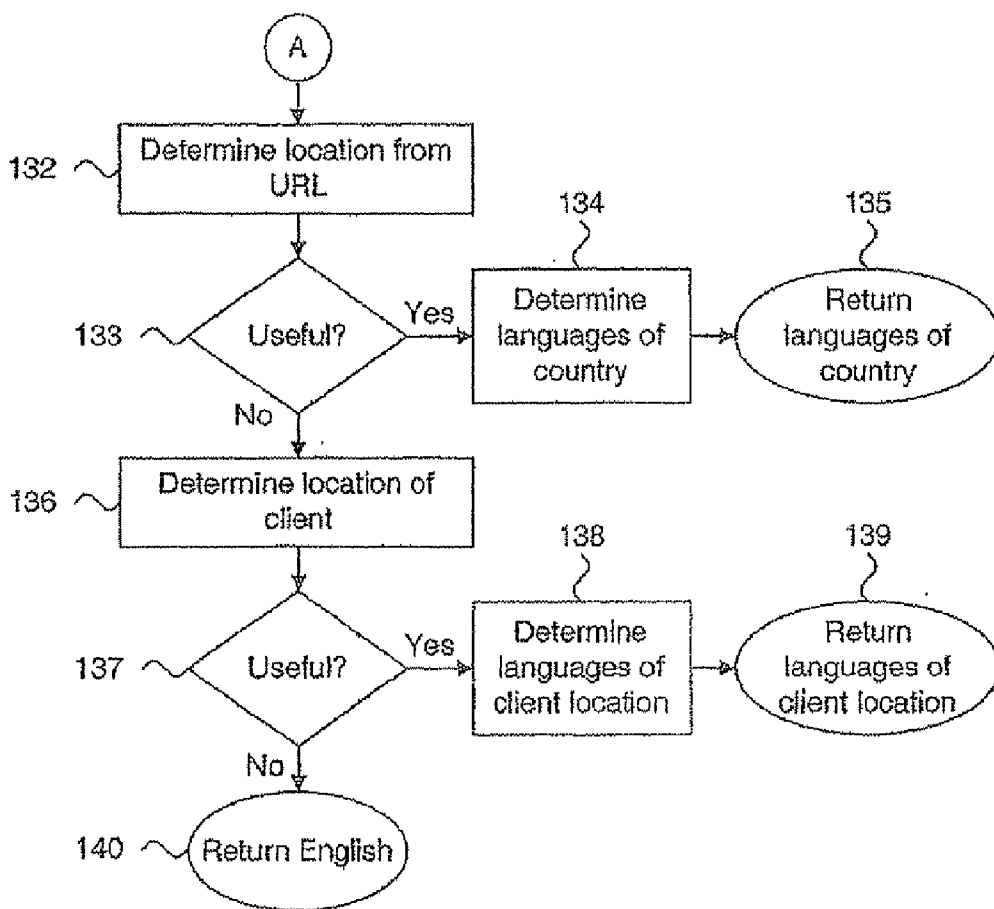 A
132
Determine location from
URL
134
135
133
Useful?
Yes
Determine
languages of
country
Return
languages of
country
No
136
Determine location of
client
138
139
137
Useful?
Yes
Determine
languages of
client location
Return
languages of
client location
No
140
Return English